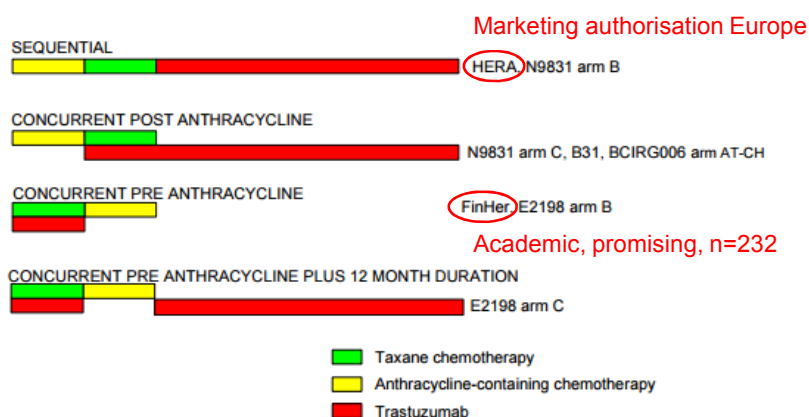 Marketing authorisation Europe
SEQUENTIAL
HERA, N9831 arm B
CONCURRENT POST ANTHRACYCLINE
N9831 arm C, B31, BCIRG006 arm AT-CH
CONCURRENT PRE ANTHRACYCLINE
FinHer, E2198 arm B
Academic, promising, n=232
CONCURRENT PRE ANTHRACYCLINE PLUS 12 MONTH DURATION
E2198 arm C
Taxane chemotherapy
Anthracycline-containing chemotherapy
Trastuzumab